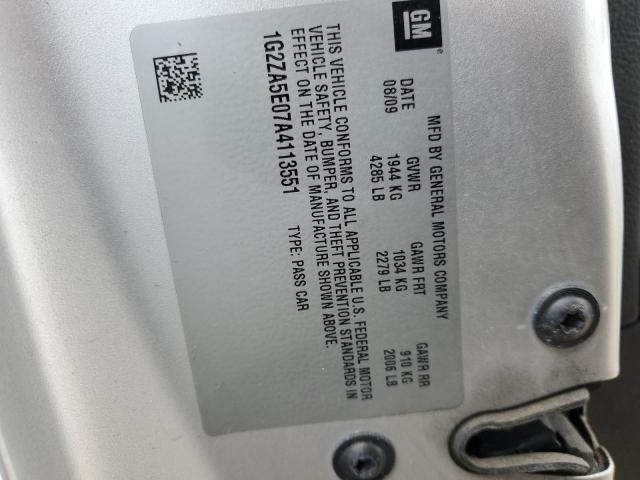 GM
®
MFD BY GENERAL MOTORS COMPANY
DATE GVWR GAWR FRT GAWR RR
08/09 1944 KG 1034 KG 910 KG
4285 LB 2279 LB 2006 LB
THIS VEHICLE CONFORMS TO ALL APPLICABLE U.S. FEDERAL MOTOR
VEHICLE SAFETY, BUMPER, AND THEFT PREVENTION STANDARDS IN
EFFECT ON THE DATE OF MANUFACTURE SHOWN ABOVE.
1G2ZA5E07A4113551 TYPE: PASS CAR